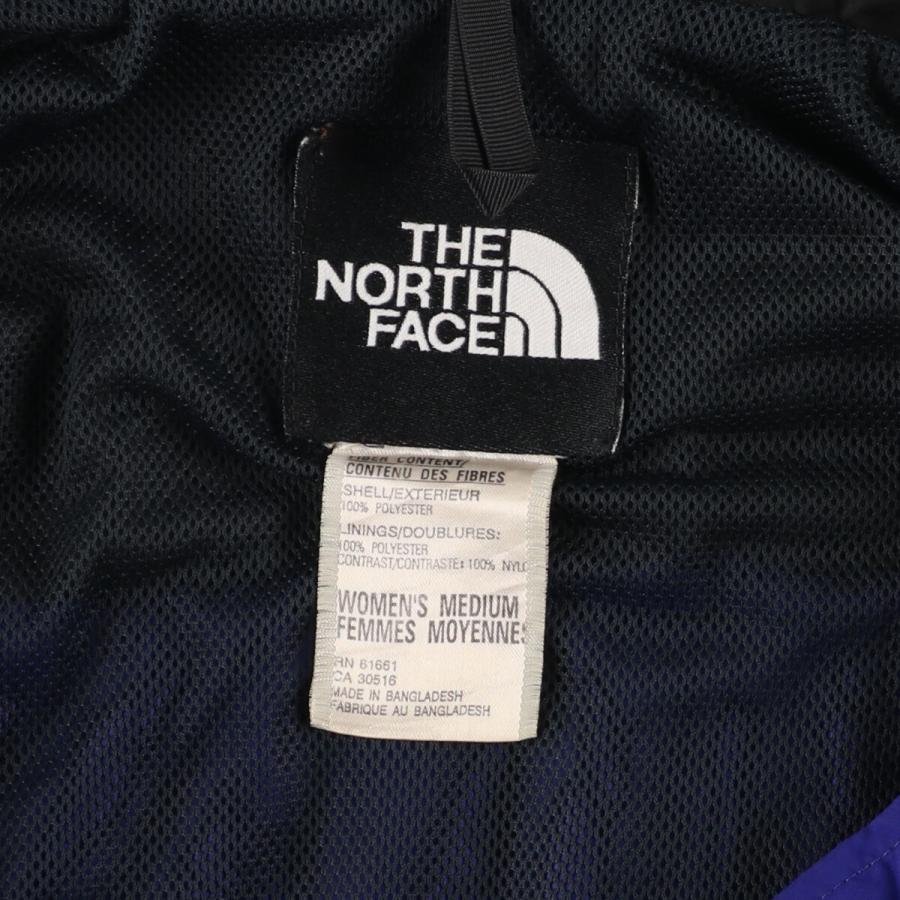 THE
NORTH
FACE
FIBER CONTENT/
CONTENU DES FIBRES
SHELL/EXTERIEUR
100% POLYESTER
LININGS/DOUBLURES:
100% POLYESTER
CONTRAST/CONTRASTE: 100% NYLO
WOMEN'S MEDIUM
FEMMES MOYENNES
RN 61661
CA 30516
MADE IN BANGLADESH
FABRIQUE AU BANGLADESH